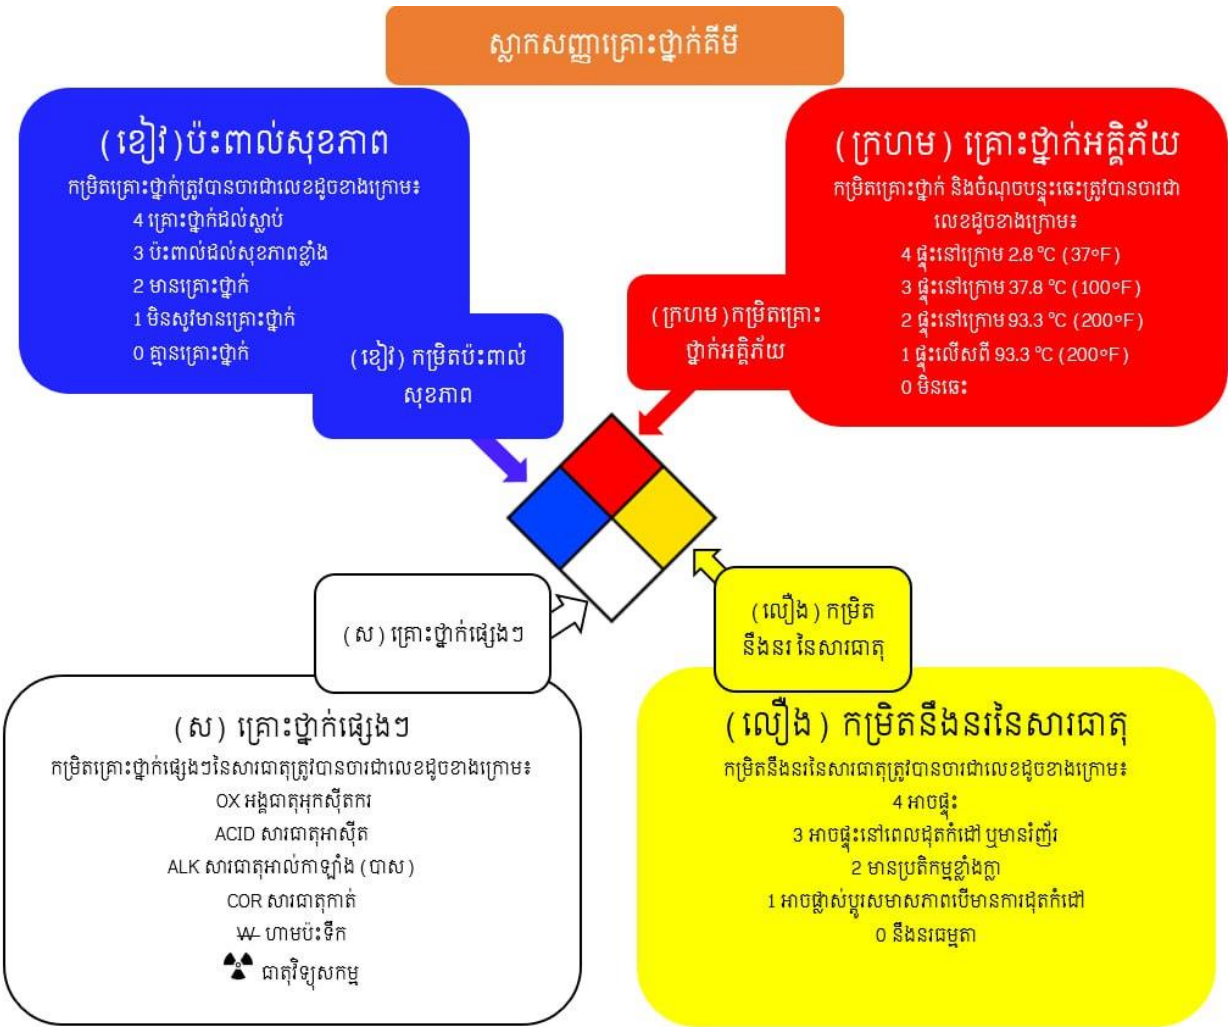 ស្លាកសញ្ញាគ្រោះថ្នាក់គីមី
(ខៀវ)ប៉ះពាល់សុខភាព
កម្រិតគ្រោះថ្នាក់ត្រូវបានចារជាលេខដូចខាងក្រោម៖
4 គ្រោះថ្នាក់ដល់ស្លាប់
3 ប៉ះពាល់ដល់សុខភាពខ្លាំង
2 មានគ្រោះថ្នាក់
1 មិនសូវមានគ្រោះថ្នាក់
0 គ្មានគ្រោះថ្នាក់
(ខៀវ) កម្រិតប៉ះពាល់
សុខភាព
(ក្រហម) គ្រោះថ្នាក់អគ្គិភ័យ
កម្រិតគ្រោះថ្នាក់ និងចំណុចបន្ទុះឆេះត្រូវបានចារជា
លេខដូចខាងក្រោម៖
4 ផ្ទុះនៅក្រោម 2.8 °C (37°F)
3 ផ្ទុះនៅក្រោម 37.8 °C (100°F)
2 ផ្ទុះនៅក្រោម 93.3 °C (200°F)
1 ផ្ទុះលើសពី 93.3 °C (200°F)
0 មិនឆេះ
(ក្រហម)កម្រិតគ្រោះ
ថ្នាក់អគ្គិភ័យ
(ស) គ្រោះថ្នាក់ផ្សេងៗ
(ស) គ្រោះថ្នាក់ផ្សេងៗ
កម្រិតគ្រោះថ្នាក់ផ្សេងៗនៃសារធាតុត្រូវបានចារជាលេខដូចខាងក្រោម៖
OX អង្គធាតុអុកស៊ីតករ
ACID សារធាតុអាស៊ីត
ALK សារធាតុអាល់កាឡាំង (បាស)
COR សារធាតុកាត់
W ហាមប៉ះទឹក
ធាតុវិទ្យុសកម្ម
(លឿង) កម្រិត
នឹងនរ នៃសារធាតុ
(លឿង) កម្រិតនឹងនរនៃសារធាតុ
កម្រិតនឹងនរនៃសារធាតុត្រូវបានចារជាលេខដូចខាងក្រោម៖
4 អាចផ្ទុះ
3 អាចផ្ទុះនៅពេលដុតកំដៅ ឬមានរំញ័រ
2 មានប្រតិកម្មខ្លាំងក្លា
1 អាចផ្លាស់ប្តូរសមាសភាពបើមានការដុតកំដៅ
0 នឹងនរធម្មតា